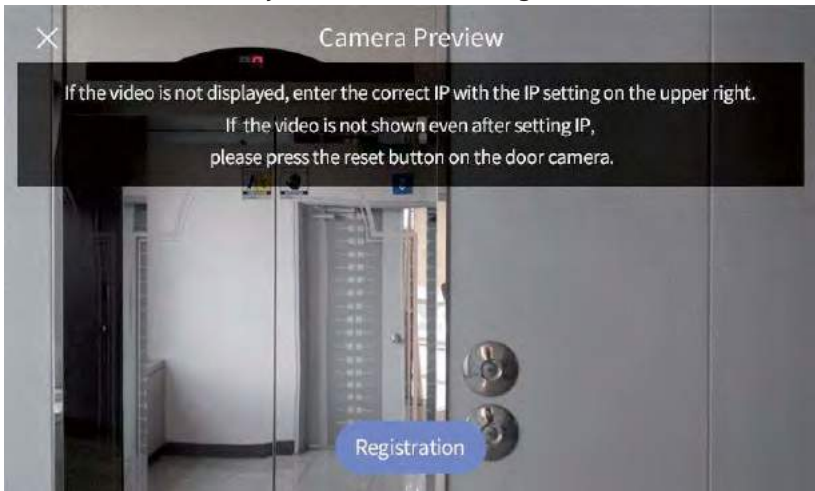 Camera Preview
If the video is not displayed, enter the correct IP with the IP setting on the upper right.
If the video is not shown even after setting IP,
please press the reset button on the door camera.
Registration